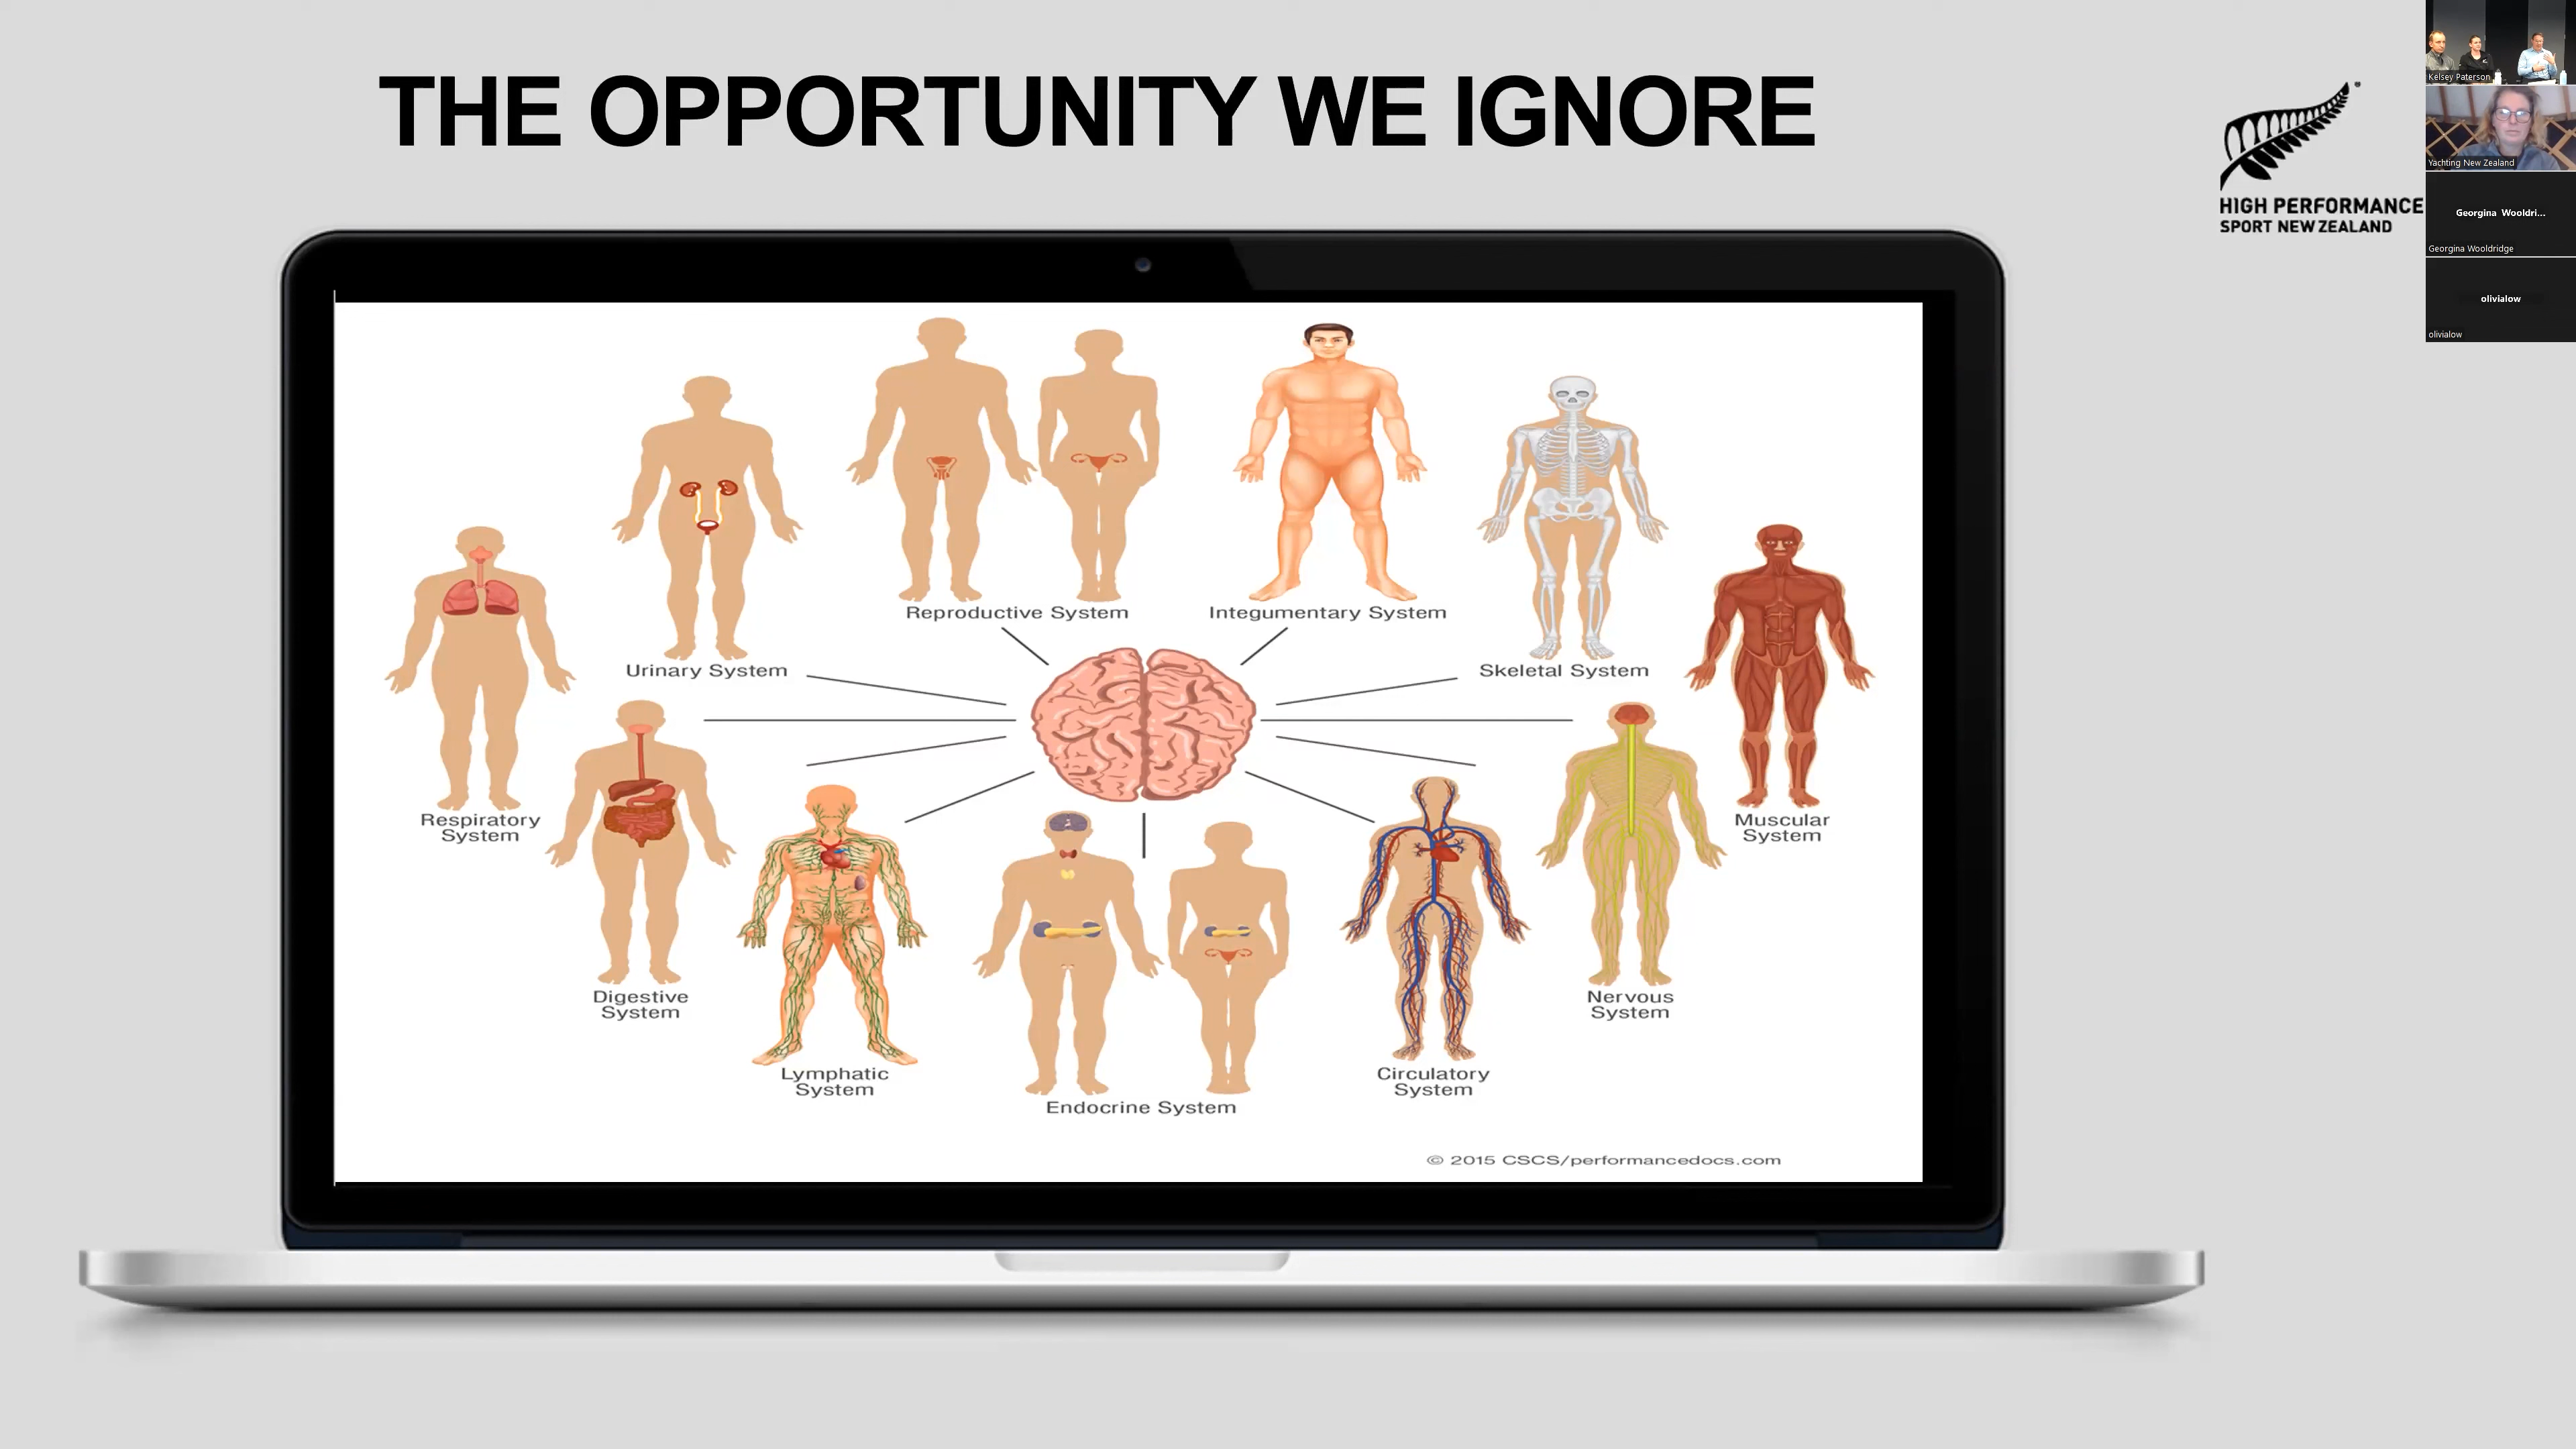 THE OPPORTUNITY WE IGNORE
HIGH PERFORMANCE
SPORT NEW ZEALAND
Kelsey Paterson
Yachting New Zealand
Georgina Wooldri...
Georgina Wooldridge
olivialow
olivialow
Reproductive System
Integumentary System
Urinary System
Skeletal System
Respiratory
System
Muscular
System
Digestive
System
Nervous
System
Lymphatic
System
Circulatory
System
Endocrine System
© 2015 CSCS/performancedocs.com